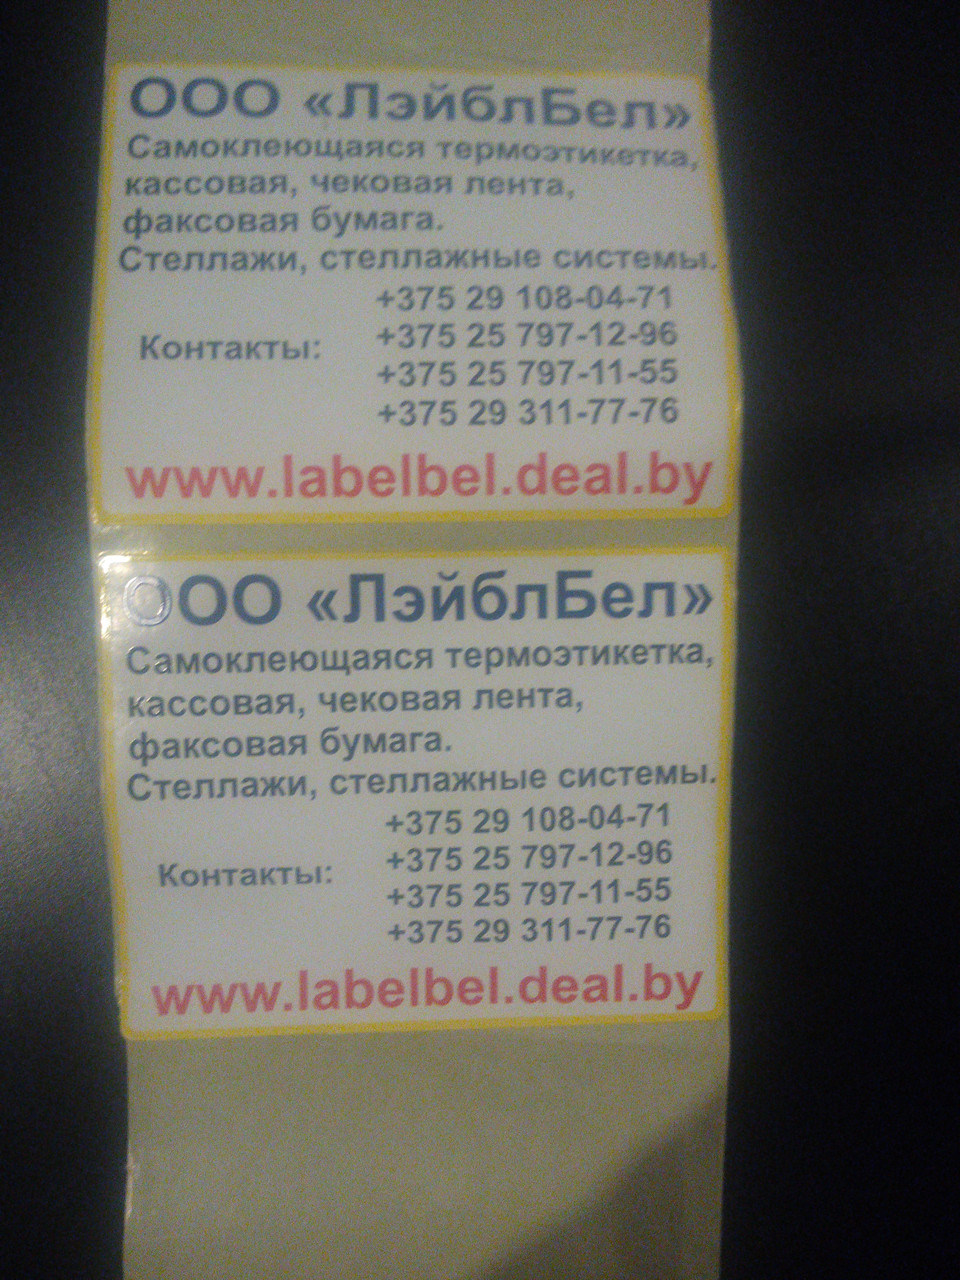 ООО «ЛэйблБел»
Самоклеющаяся термоэтикетка,
кассовая, чековая лента,
факсовая бумага.
Стеллажи, стеллажные системы.
Контакты:
+375 29 108-04-71
+375 25 797-12-96
+375 25 797-11-55
+375 29 311-77-76
www.labelbel.deal.by
ООО «ЛэйблБел»
Самоклеющаяся термоэтикетка,
кассовая, чековая лента,
факсовая бумага.
Стеллажи, стеллажные системы.
Контакты:
+375 29 108-04-71
+375 25 797-12-96
+375 25 797-11-55
+375 29 311-77-76
www.labelbel.deal.by